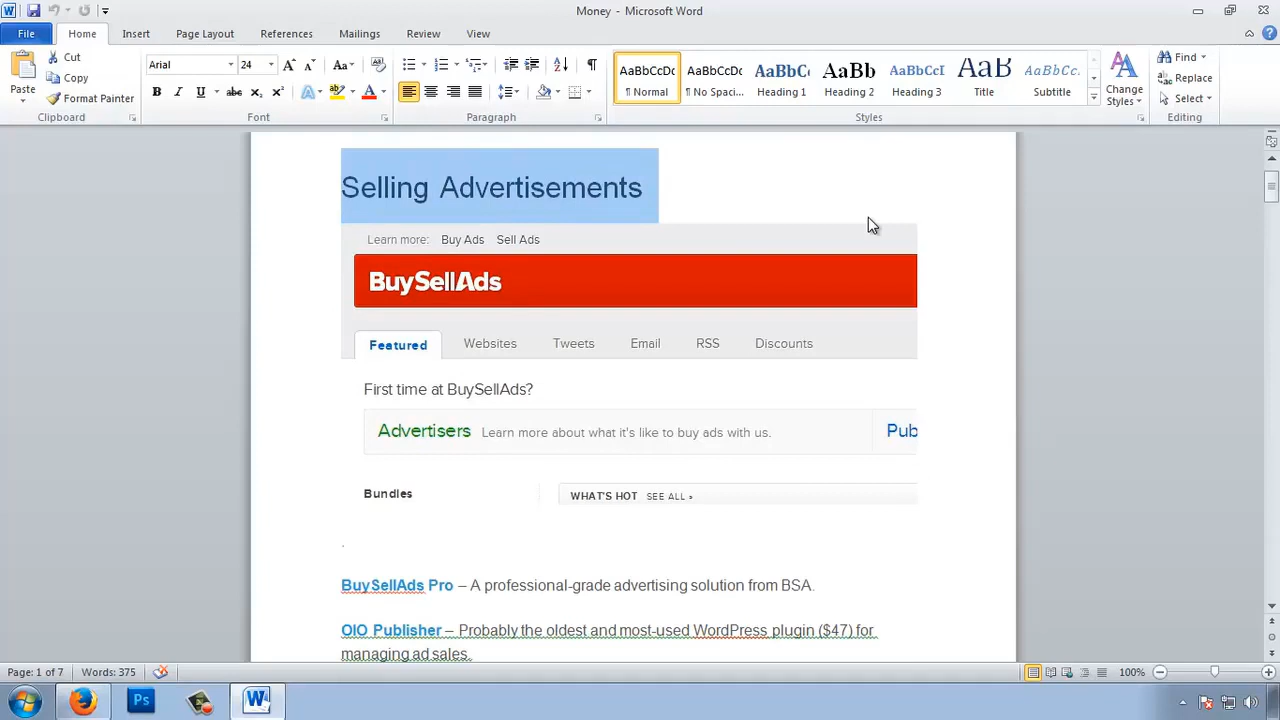 Money - Microsoft Word
File Home Insert Page Layout References Mailings Review View
Paste
Cut
Copy
Format Painter
Clipboard
Arial 24
Font
Paragraph
AaBbCcDc AaBbCcDc AaBbC AaBb AaBbCcI AaB AaBbCc.
¶ Normal ¶ No Spaci... Heading 1 Heading 2 Heading 3 Title Subtitle
Styles
Change
Styles
Find
Replace
Select
Editing
Selling Advertisements
Learn more: Buy Ads Sell Ads
BuySellAds
Featured Websites Tweets Email RSS Discounts
First time at BuySellAds?
Advertisers Learn more about what it's like to buy ads with us. Pub
Bundles WHAT'S HOT SEE ALL »
.
BuySellAds Pro – A professional-grade advertising solution from BSA.
OIO Publisher – Probably the oldest and most-used WordPress plugin ($47) for
managing ad sales.
Page: 1 of 7 Words: 375 100%
Ps W